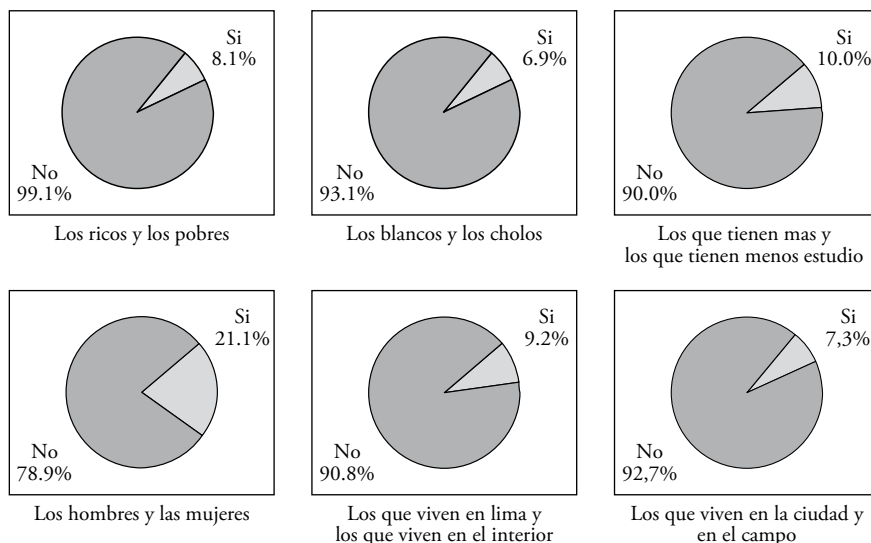 Si
8.1%
No
99.1%
Los ricos y los pobres
Si
6.9%
No
93.1%
Los blancos y los cholos
Si
10.0%
No
90.0%
Los que tienen mas y
los que tienen menos estudio
Si
21.1%
No
78.9%
Los hombres y las mujeres
Si
9.2%
No
90.8%
Los que viven en lima y
los que viven en el interior
Si
7,3%
No
92,7%
Los que viven en la ciudad y
en el campo